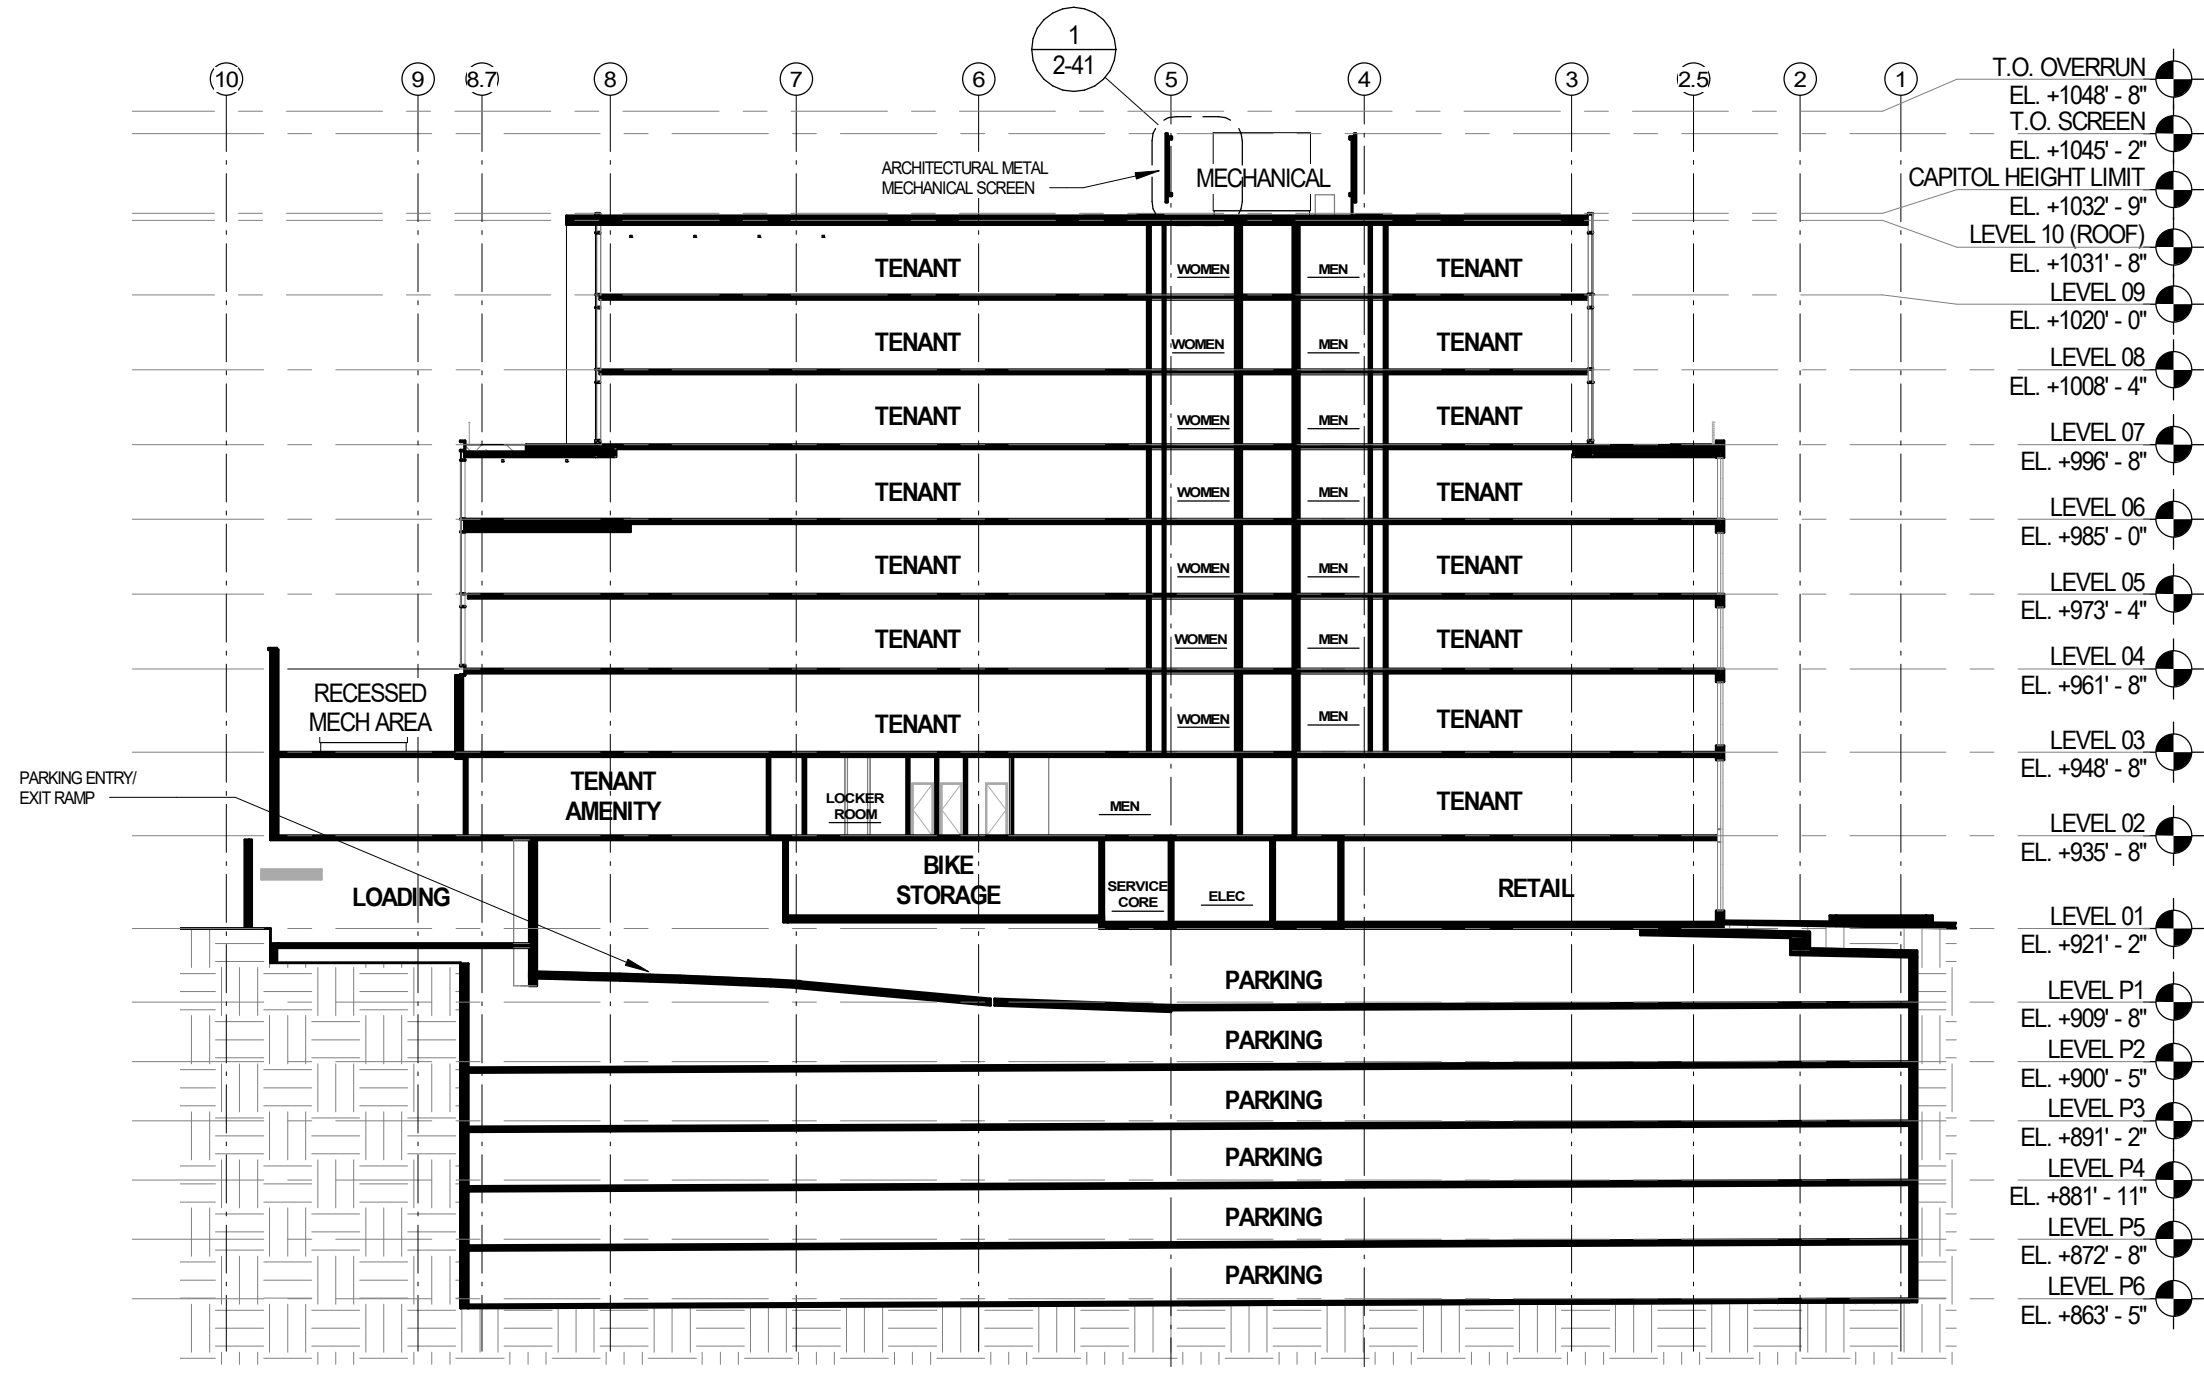 1
2-41
10
9
8.7
8
7
6
5
4
3
2.5
2
1
T.O. OVERRUN
EL. +1048' - 8"
T.O. SCREEN
EL. +1045' - 2"
CAPITOL HEIGHT LIMIT
EL. +1032' - 9"
LEVEL 10 (ROOF)
EL. +1031' - 8"
LEVEL 09
EL. +1020' - 0"
LEVEL 08
EL. +1008' - 4"
LEVEL 07
EL. +996' - 8"
LEVEL 06
EL. +985' - 0"
LEVEL 05
EL. +973' - 4"
LEVEL 04
EL. +961' - 8"
LEVEL 03
EL. +948' - 8"
LEVEL 02
EL. +935' - 8"
LEVEL 01
EL. +921' - 2"
LEVEL P1
EL. +909' - 8"
LEVEL P2
EL. +900' - 5"
LEVEL P3
EL. +891' - 2"
LEVEL P4
EL. +881' - 11"
LEVEL P5
EL. +872' - 8"
LEVEL P6
EL. +863' - 5"
ARCHITECTURAL METAL
MECHANICAL SCREEN
MECHANICAL
TENANT
WOMEN
MEN
TENANT
TENANT
WOMEN
MEN
TENANT
TENANT
WOMEN
MEN
TENANT
TENANT
WOMEN
MEN
TENANT
TENANT
WOMEN
MEN
TENANT
TENANT
WOMEN
MEN
TENANT
RECESSED
MECH AREA
TENANT
WOMEN
MEN
TENANT
PARKING ENTRY/
EXIT RAMP
TENANT
AMENITY
LOCKER
ROOM
MEN
TENANT
LOADING
BIKE
STORAGE
SERVICE
CORE
ELEC
RETAIL
PARKING
PARKING
PARKING
PARKING
PARKING
PARKING